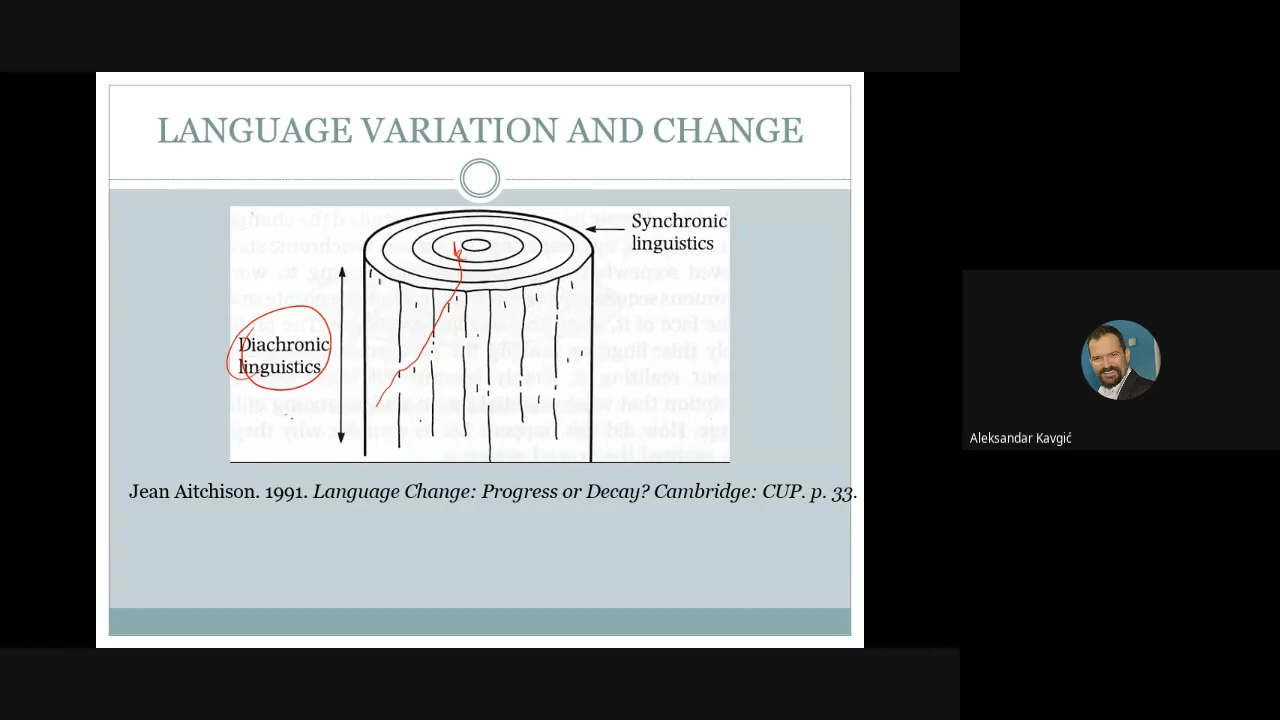 LANGUAGE VARIATION AND CHANGE
Synchronic
linguistics
Diachronic
linguistics
Jean Aitchison. 1991. Language Change: Progress or Decay? Cambridge: CUP. p. 33.
Aleksandar Kavgić